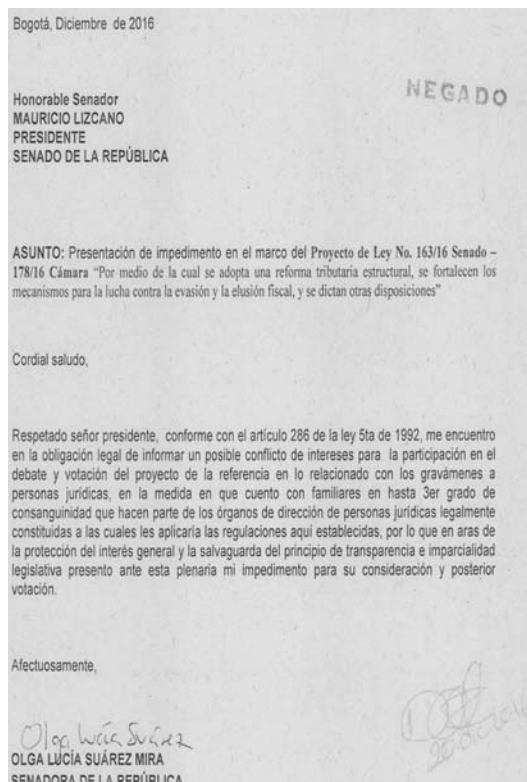 Bogotá, Diciembre de 2016
NEGADO
Honorable Senador
MAURICIO LIZCANO
PRESIDENTE
SENADO DE LA REPÚBLICA
ASUNTO: Presentación de impedimento en el marco del Proyecto de Ley No. 163/16 Senado –
178/16 Cámara “Por medio de la cual se adopta una reforma tributaria estructural, se fortalecen los
mecanismos para la lucha contra la evasión y la elusión fiscal, y se dictan otras disposiciones”
Cordial saludo,
Respetado señor presidente, conforme con el artículo 286 de la ley 5ta de 1992, me encuentro
en la obligación legal de informar un posible conflicto de intereses para la participación en el
debate y votación del proyecto de la referencia en lo relacionado con los gravámenes a
personas jurídicas, en la medida en que cuento con familiares en hasta 3er grado de
consanguinidad que hacen parte de los órganos de dirección de personas jurídicas legalmente
constituidas a las cuales les aplicaría las regulaciones aquí establecidas, por lo que en aras de
la protección del interés general y la salvaguarda del principio de transparencia e imparcialidad
legislativa presento ante esta plenaria mi impedimento para su consideración y posterior
votación.
Afectuosamente,
Olga Lucía Suárez
OLGA LUCÍA SUÁREZ MIRA
SENADORA DE LA REPÚBLICA